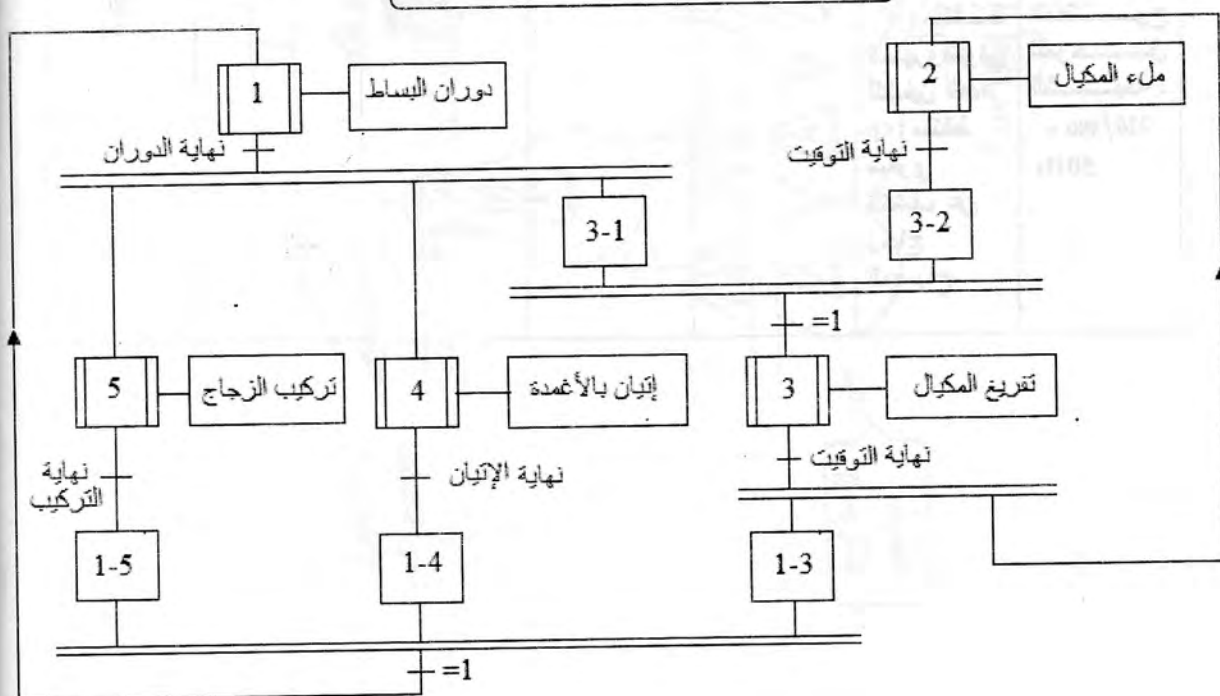 1
دوران البساط
2
ملء المكيال
نهاية الدوران
نهاية التوقيت
3-1
3-2
=1
5
تركيب الزجاج
4
إتيان بالأغمدة
3
تفريغ المكيال
نهاية
التركيب
نهاية الإتيان
نهاية التوقيت
1-5
1-4
1-3
=1